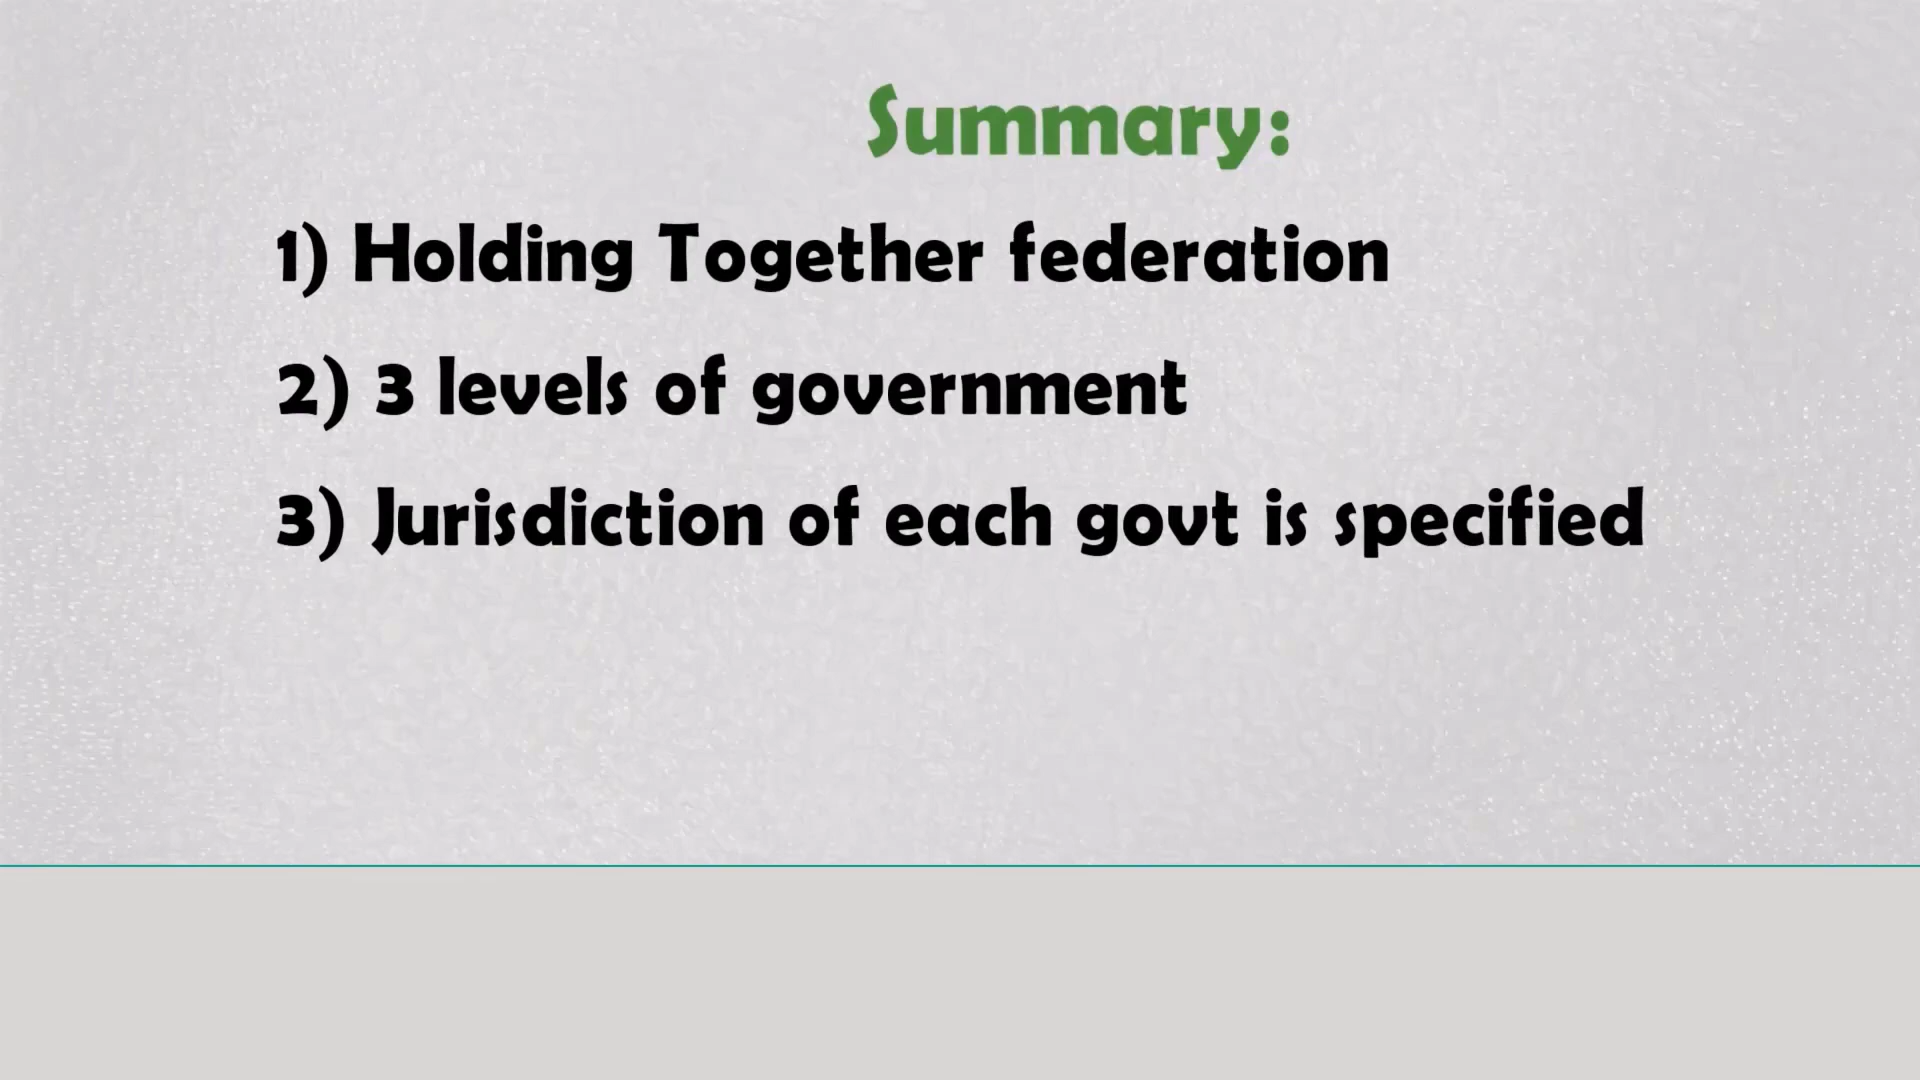 Summary:
1) Holding Together federation
2) 3 levels of government
3) Jurisdiction of each govt is specified